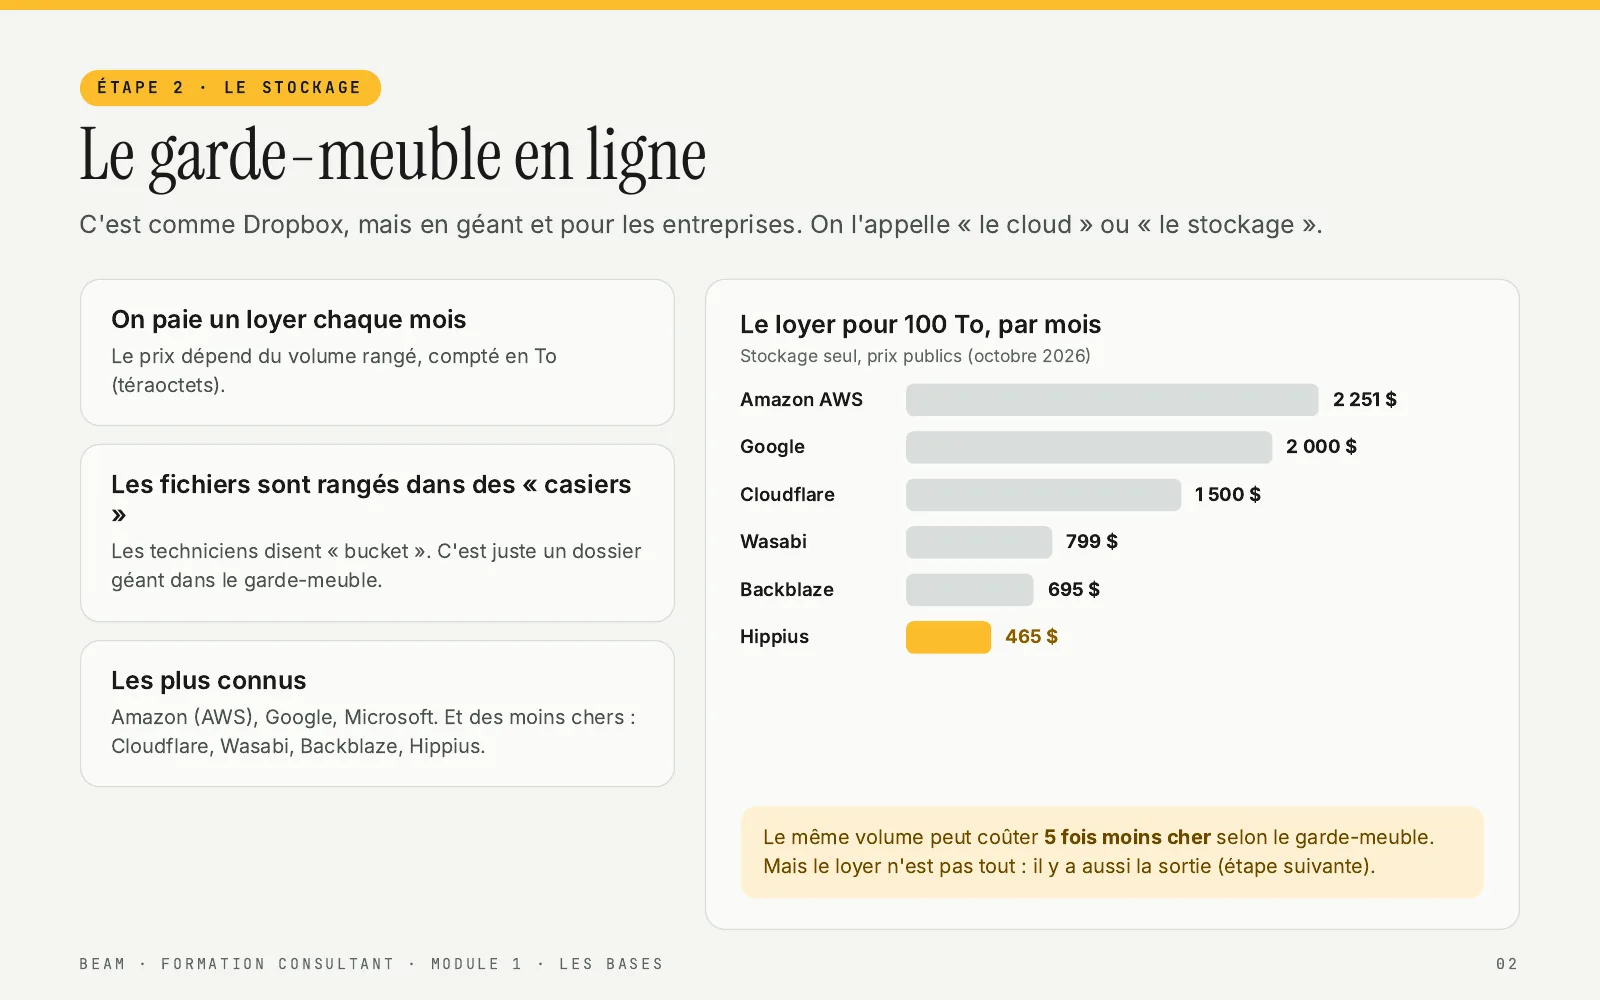 ÉTAPE 2 · LE STOCKAGE
Le garde-meuble en ligne
C'est comme Dropbox, mais en géant et pour les entreprises. On l'appelle « le cloud » ou « le stockage ».
On paie un loyer chaque mois
Le prix dépend du volume rangé, compté en To
(téraoctets).
Les fichiers sont rangés dans des « casiers
»
Les techniciens disent « bucket ». C'est juste un dossier
géant dans le garde-meuble.
Les plus connus
Amazon (AWS), Google, Microsoft. Et des moins chers :
Cloudflare, Wasabi, Backblaze, Hippius.
Le loyer pour 100 To, par mois
Stockage seul, prix publics (octobre 2026)
Amazon AWS 2 251 $
Google 2 000 $
Cloudflare 1 500 $
Wasabi 799 $
Backblaze 695 $
Hippius 465 $
Le même volume peut coûter 5 fois moins cher selon le garde-meuble.
Mais le loyer n'est pas tout : il y a aussi la sortie (étape suivante).
BEAM · FORMATION CONSULTANT · MODULE 1 · LES BASES
02